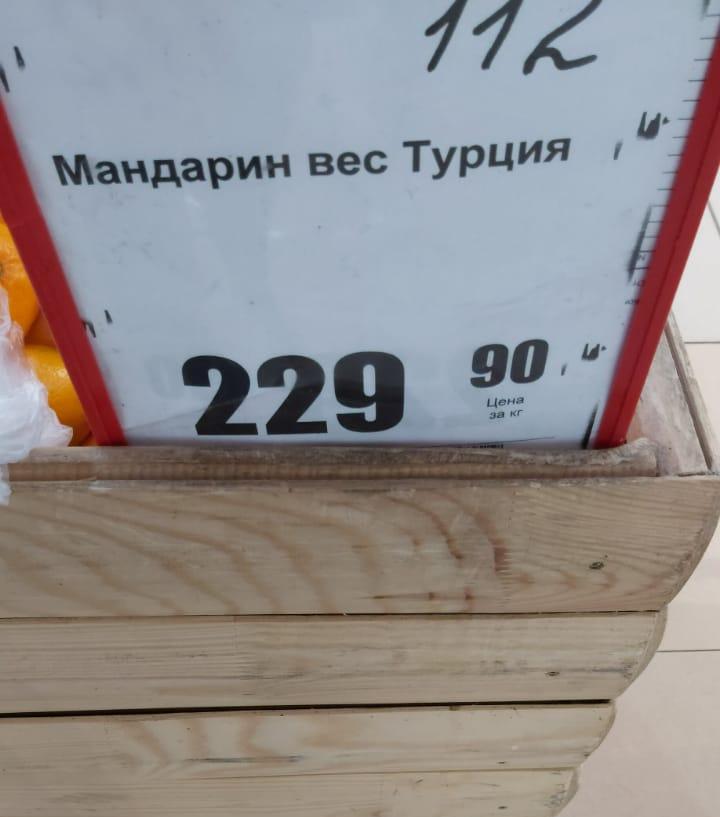 112
Мандарин вес Турция
229 90
Цена
за кг